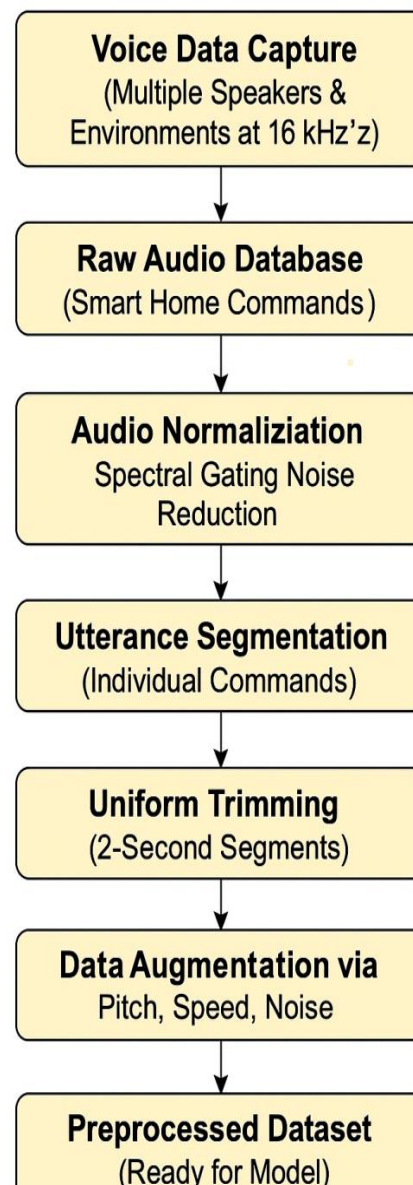 Voice Data Capture
(Multiple Speakers &
Environments at 16 kHz'z)
Raw Audio Database
(Smart Home Commands)
Audio Normaliziation
Spectral Gating Noise
Reduction
Utterance Segmentation
(Individual Commands)
Uniform Trimming
(2-Second Segments)
Data Augmentation via
Pitch, Speed, Noise
Preprocessed Dataset
(Ready for Model)